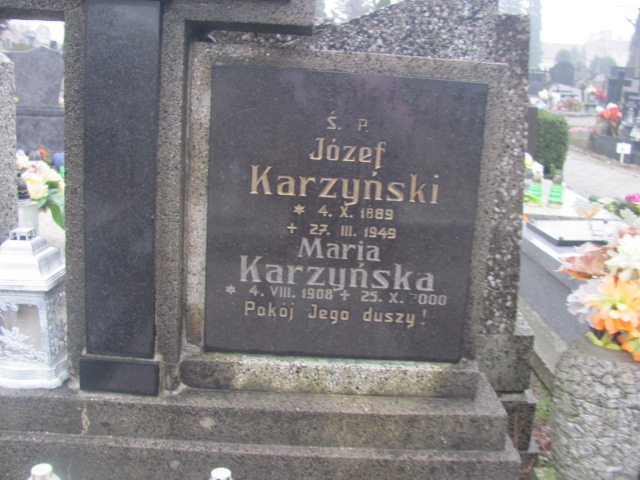 Ś. P.
Józef
Karzyński
* 4. X. 1889
+ 27. III. 1949
Maria
Karzyńska
* 4. VIII. 1908 + 25. X. 2000
Pokój Jego duszy!